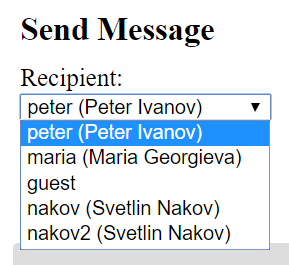 Send Message
Recipient:
peter (Peter Ivanov)
peter (Peter Ivanov)
maria (Maria Georgieva)
guest
nakov (Svetlin Nakov)
nakov2 (Svetlin Nakov)